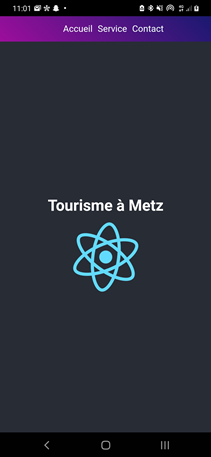 11:01
Accueil Service Contact
Tourisme à Metz